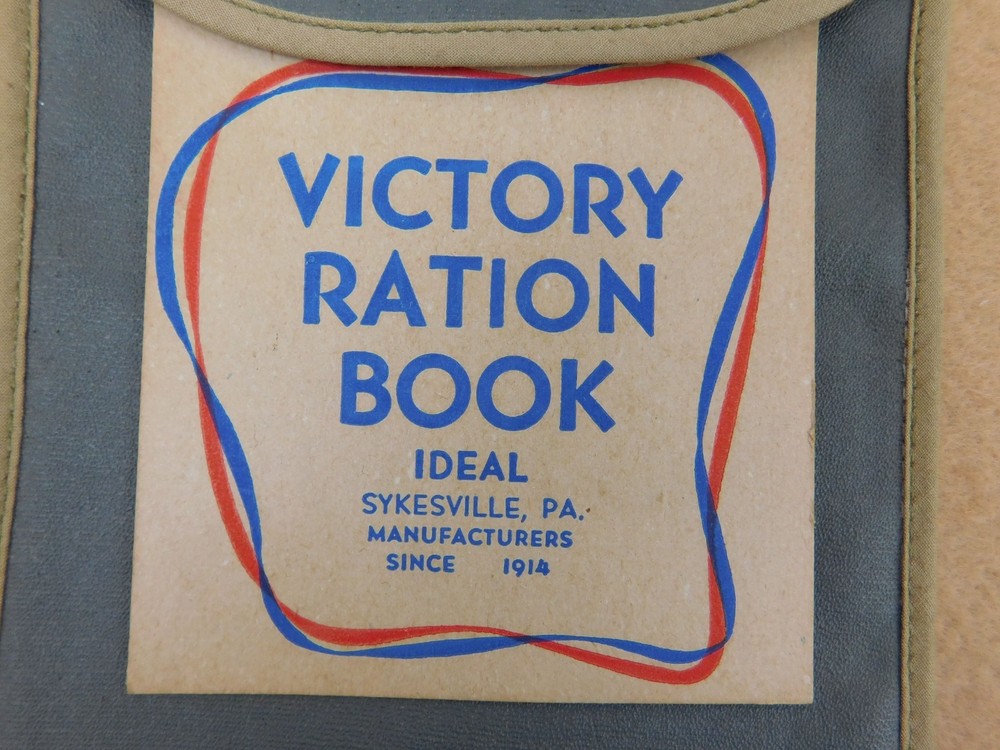 VICTORY
RATION
BOOK
IDEAL
SYKESVILLE, PA.
MANUFACTURERS
SINCE 1914